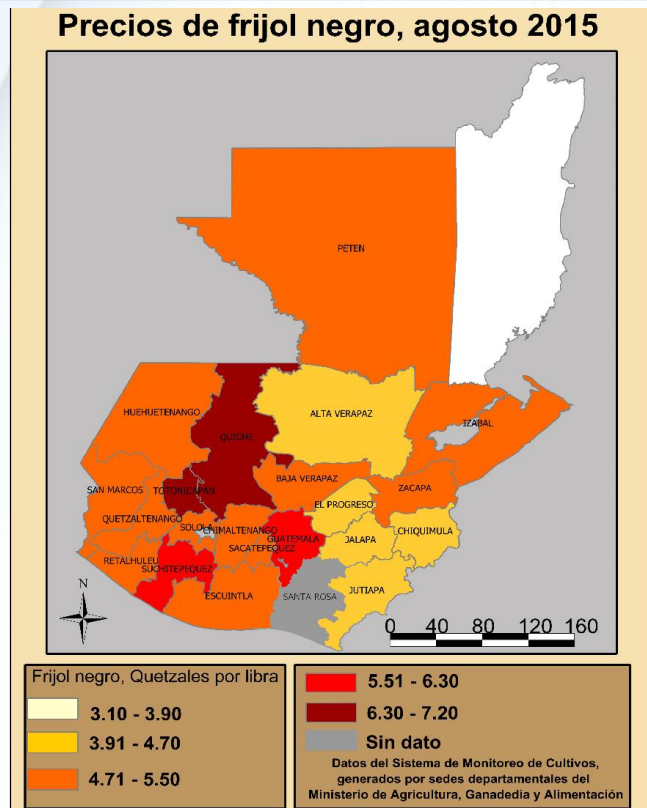 Precios de frijol negro, agosto 2015
PETEN
HUEHUETENANGO
QUICHE
ALTA VERAPAZ
IZABAL
SAN MARCOS
TOTONICAPAN
BAJA VERAPAZ
ZACAPA
QUETZALTENANGO
SOLOLA
CHIMALTENANGO
EL PROGRESO
GUATEMALA
SACATEPEQUEZ
JALAPA
CHIQUIMULA
RETALHULEU
SUCHITEPEQUEZ
ESCUINTLA
SANTA ROSA
JUTIAPA
N
0 40 80 120 160
Frijol negro, Quetzales por libra
3.10 - 3.90
3.91 - 4.70
4.71 - 5.50
5.51 - 6.30
6.30 - 7.20
Sin dato
Datos del Sistema de Monitoreo de Cultivos,
generados por sedes departamentales del
Ministerio de Agricultura, Ganadedia y Alimentación